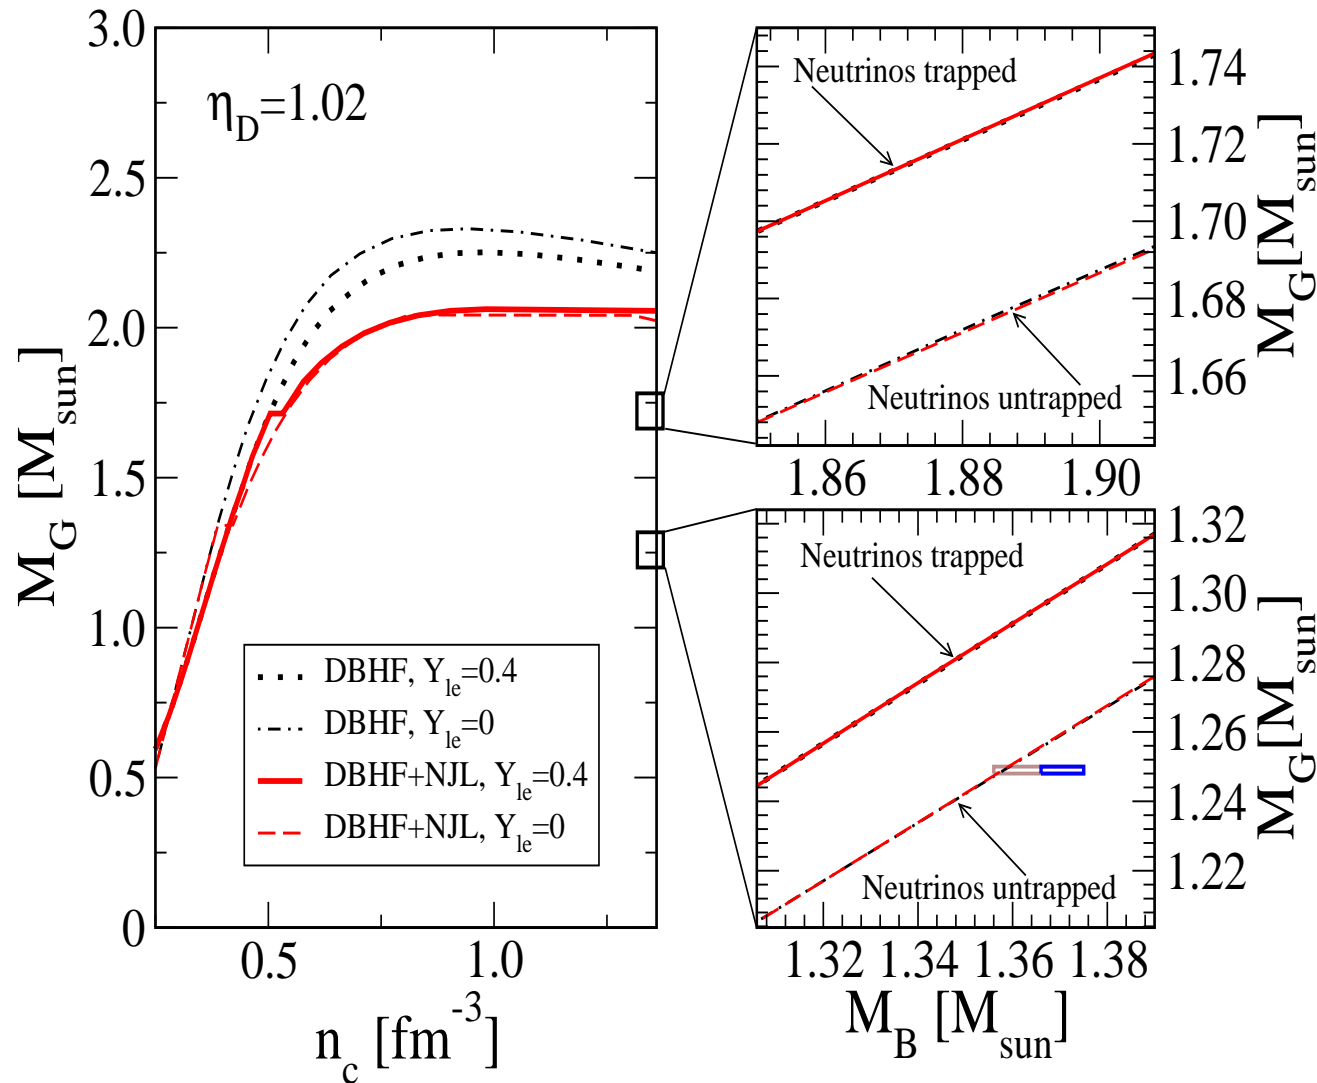 3.0
2.5
2.0
1.5
1.0
0.5
0
M_G [M_sun]
η_D=1.02
DBHF, Y_le=0.4
DBHF, Y_le=0
DBHF+NJL, Y_le=0.4
DBHF+NJL, Y_le=0
0.5 1.0
n_c [fm^-3]
Neutrinos trapped
Neutrinos untrapped
1.74
1.72
1.70
1.68
1.66
M_G [M_sun]
1.86 1.88 1.90
Neutrinos trapped
Neutrinos untrapped
1.32
1.30
1.28
1.26
1.24
1.22
M_G [M_sun]
1.32 1.34 1.36 1.38
M_B [M_sun]